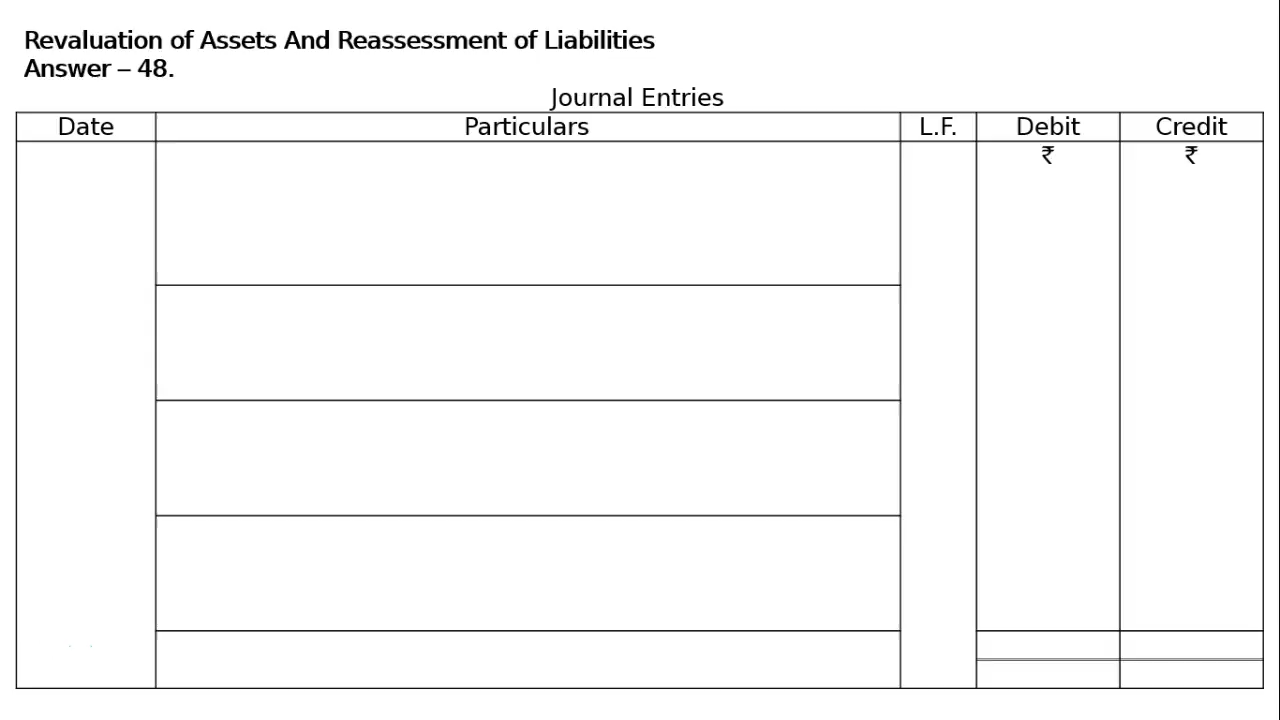 Revaluation of Assets And Reassessment of Liabilities
Answer – 48.
Journal Entries
Date Particulars L.F. Debit Credit
₹ ₹